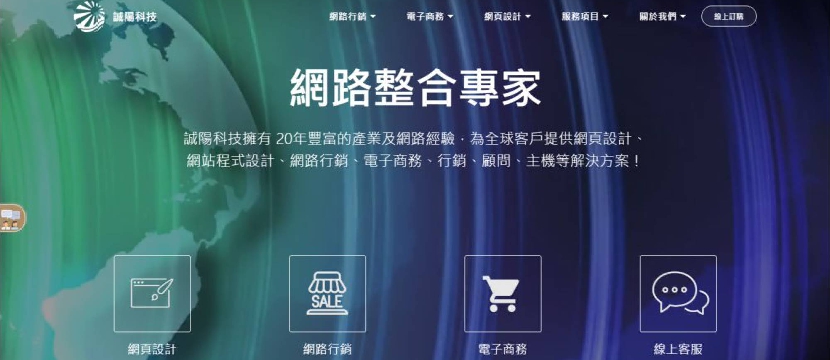 誠陽科技
網路行銷
電子商務
網頁設計
服務項目
關於我們
線上訂購
網路整合專家
誠陽科技擁有 20年豐富的產業及網路經驗，為全球客戶提供網頁設計、
網站程式設計、網路行銷、電子商務、行銷、顧問、主機等解決方案！
SALE
網頁設計
網路行銷
電子商務
線上客服